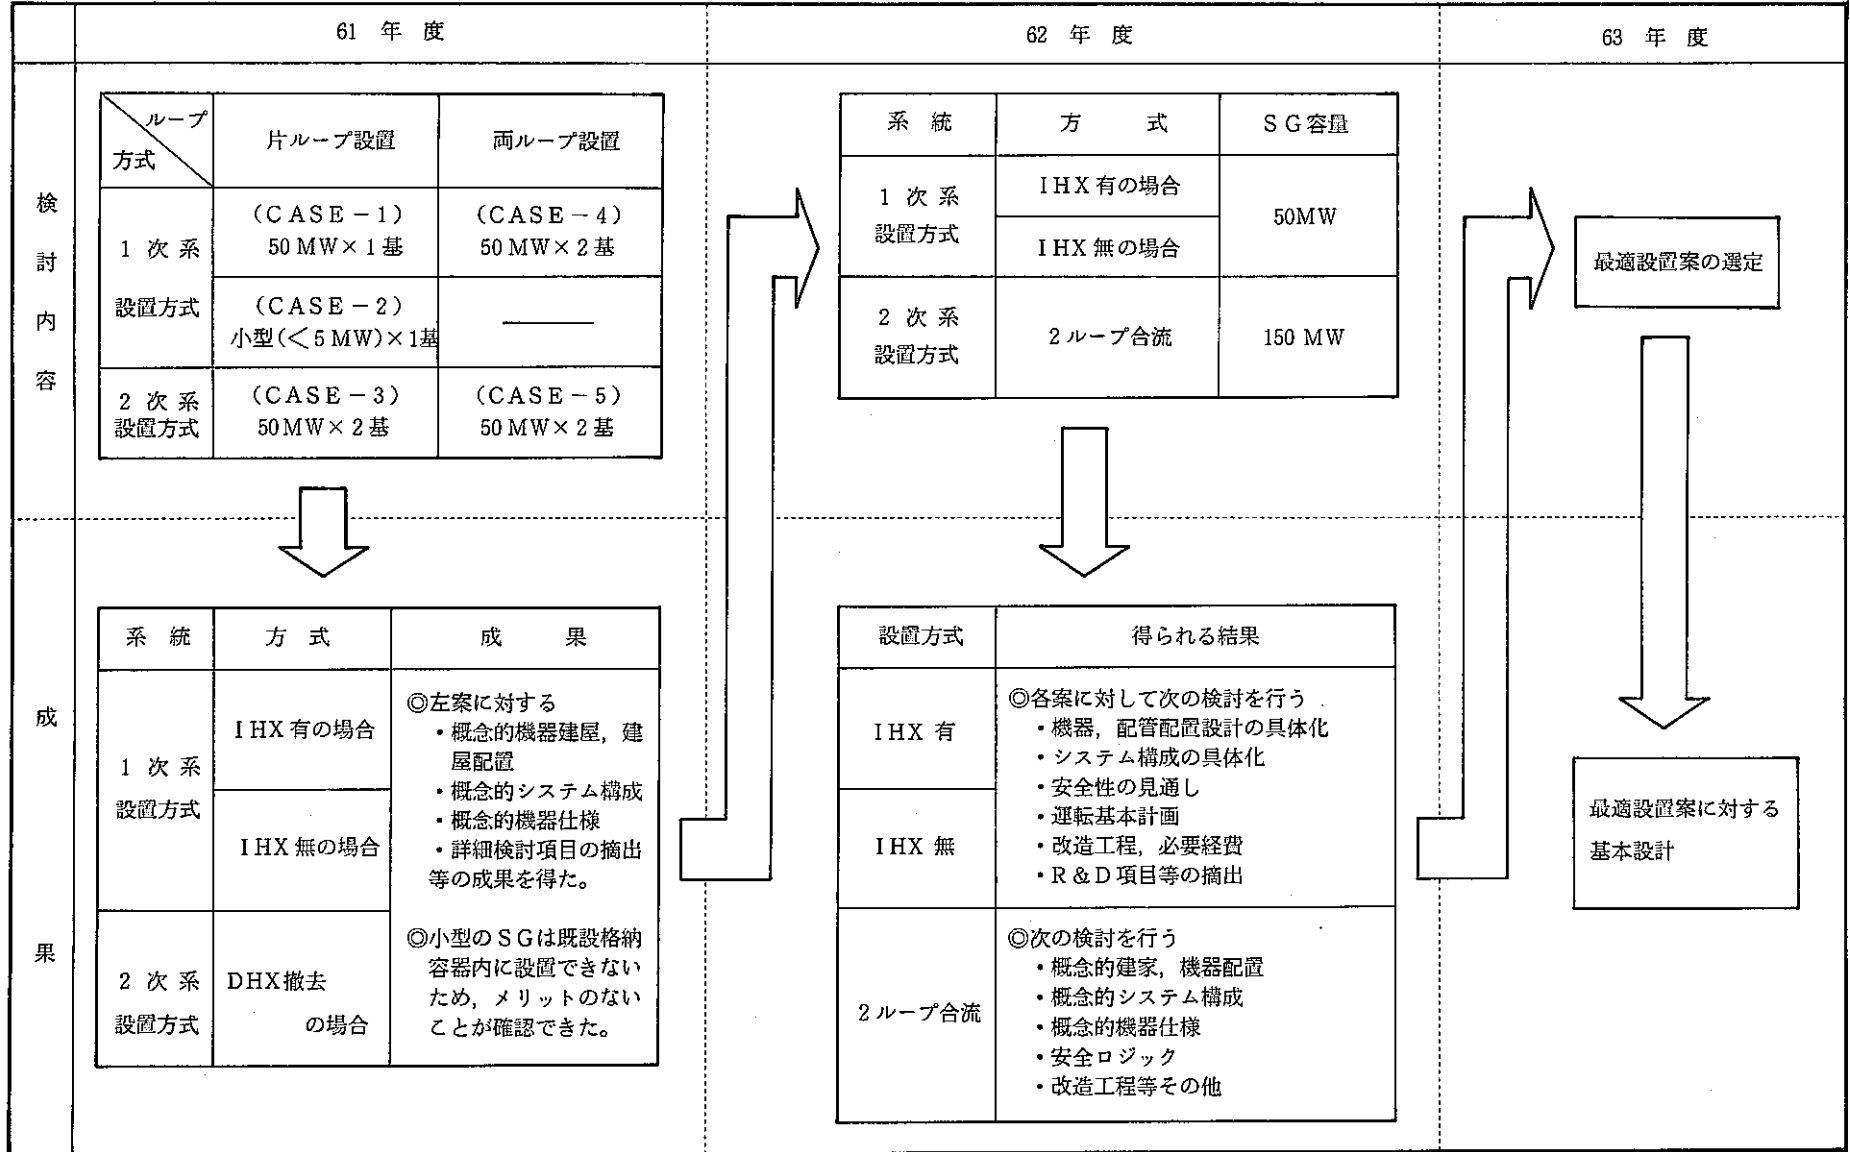 61 年 度
62 年 度
63 年 度
検討内容
ループ
方式
片ループ設置
両ループ設置
1 次 系
設置方式
(CASE-1)
50 MW×1基
(CASE-4)
50 MW×2基
(CASE-2)
小型(<5 MW)×1基
2 次 系
設置方式
(CASE-3)
50MW×2基
(CASE-5)
50 MW×2基
系 統
方 式
SG容量
1 次 系
設置方式
IHX有の場合
IHX無の場合
50MW
2 次 系
設置方式
2ループ合流
150 MW
最適設置案の選定
成果
系 統
方 式
成 果
1 次 系
設置方式
IHX有の場合
IHX無の場合
2 次 系
設置方式
DHX撤去
の場合
◎左案に対する
・概念的機器建屋，建
屋配置
・概念的システム構成
・概念的機器仕様
・詳細検討項目の摘出
等の成果を得た。
◎小型のSGは既設格納
容器内に設置できない
ため，メリットのない
ことが確認できた。
設置方式
得られる結果
IHX 有
IHX 無
◎各案に対して次の検討を行う
・機器，配管配置設計の具体化
・システム構成の具体化
・安全性の見通し
・運転基本計画
・改造工程，必要経費
・R＆D項目等の摘出
2ループ合流
◎次の検討を行う
・概念的建家，機器配置
・概念的システム構成
・概念的機器仕様
・安全ロジック
・改造工程等その他
最適設置案に対する
基本設計